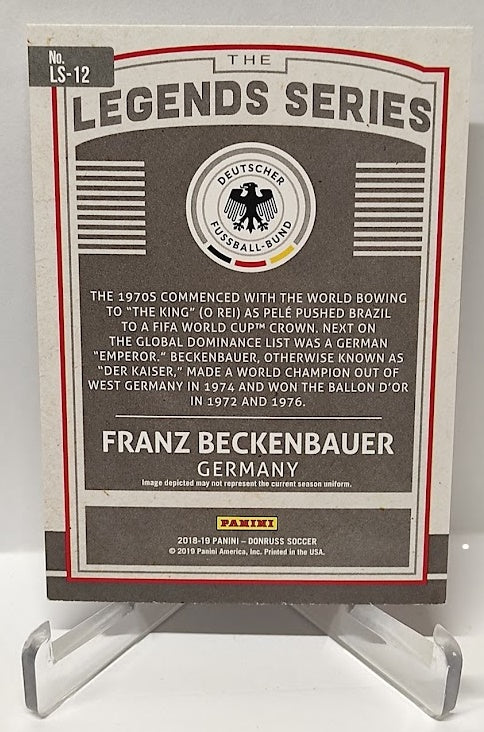 No.
LS-12
THE
LEGENDS SERIES
DEUTSCHER
FUSSBALL-BUND
THE 1970S COMMENCED WITH THE WORLD BOWING
TO "THE KING" (O REI) AS PELÉ PUSHED BRAZIL
TO A FIFA WORLD CUP™ CROWN. NEXT ON
THE GLOBAL DOMINANCE LIST WAS A GERMAN
"EMPEROR." BECKENBAUER, OTHERWISE KNOWN AS
"DER KAISER," MADE A WORLD CHAMPION OUT OF
WEST GERMANY IN 1974 AND WON THE BALLON D'OR
IN 1972 AND 1976.
FRANZ BECKENBAUER
GERMANY
Image depicted may not represent the current season uniform.
PANINI
2018-19 PANINI – DONRUSS SOCCER
© 2019 Panini America, Inc. Printed in the USA.